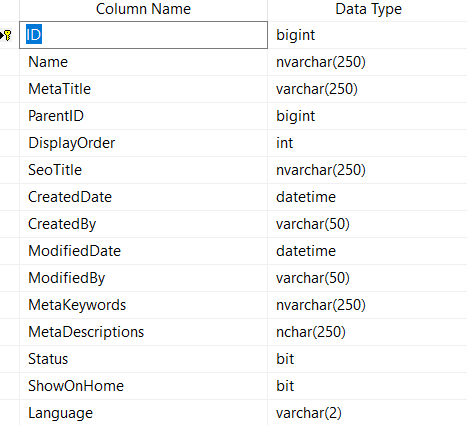 Column Name Data Type
ID bigint
Name nvarchar(250)
MetaTitle varchar(250)
ParentID bigint
DisplayOrder int
SeoTitle nvarchar(250)
CreatedDate datetime
CreatedBy varchar(50)
ModifiedDate datetime
ModifiedBy varchar(50)
MetaKeywords nvarchar(250)
MetaDescriptions nchar(250)
Status bit
ShowOnHome bit
Language varchar(2)